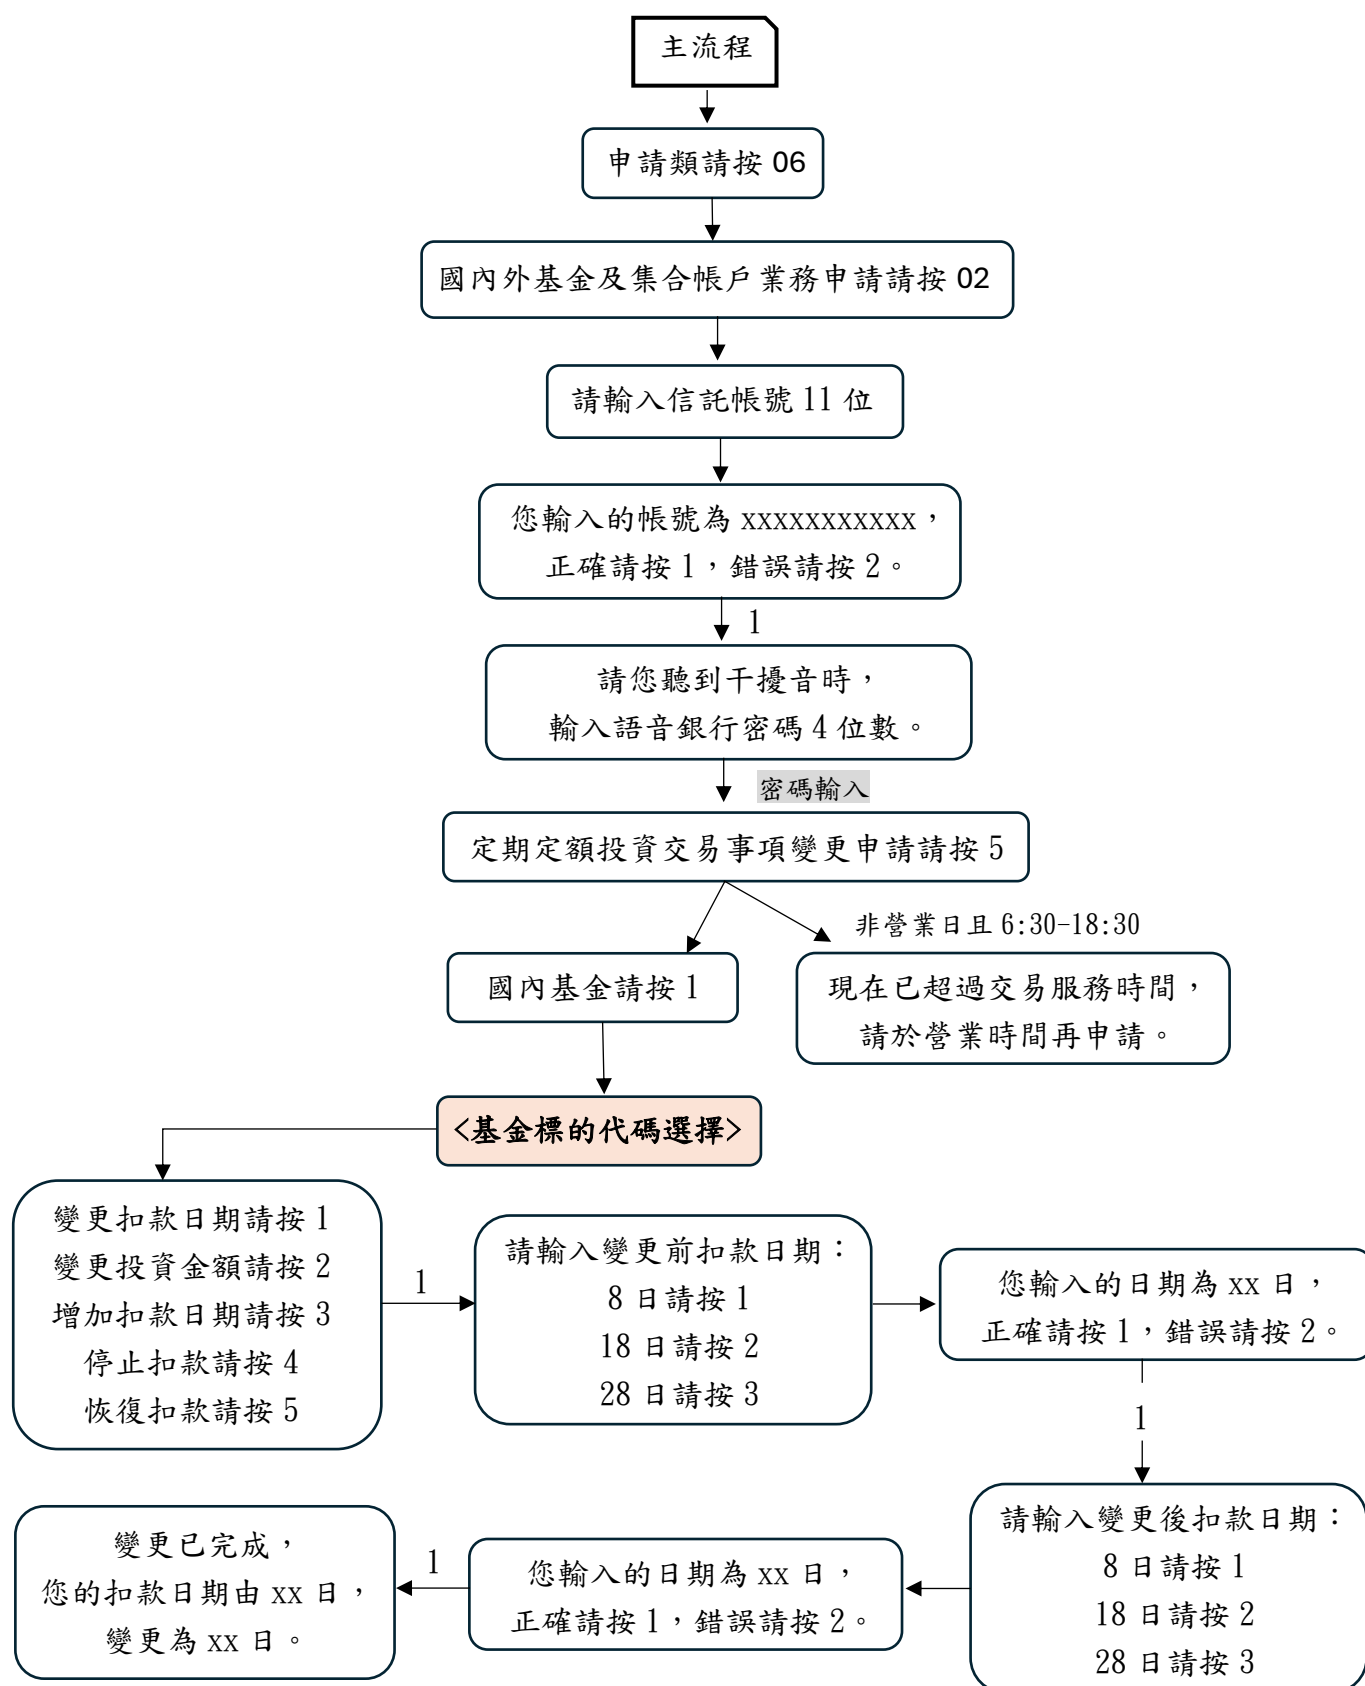 主流程
申請類請按 06
國內外基金及集合帳戶業務申請請按 02
請輸入信託帳號 11 位
您輸入的帳號為 xxxxxxxxxxx，
正確請按 1，錯誤請按 2。
1
請您聽到干擾音時，
輸入語音銀行密碼 4 位數。
密碼輸入
定期定額投資交易事項變更申請請按 5
非營業日且 6:30-18:30
國內基金請按 1
現在已超過交易服務時間，
請於營業時間再申請。
<基金標的代碼選擇>
變更扣款日期請按 1
變更投資金額請按 2
增加扣款日期請按 3
停止扣款請按 4
恢復扣款請按 5
1
請輸入變更前扣款日期：
8 日請按 1
18 日請按 2
28 日請按 3
您輸入的日期為 xx 日，
正確請按 1，錯誤請按 2。
1
請輸入變更後扣款日期：
8 日請按 1
18 日請按 2
28 日請按 3
您輸入的日期為 xx 日，
正確請按 1，錯誤請按 2。
1
變更已完成，
您的扣款日期由 xx 日，
變更為 xx 日。